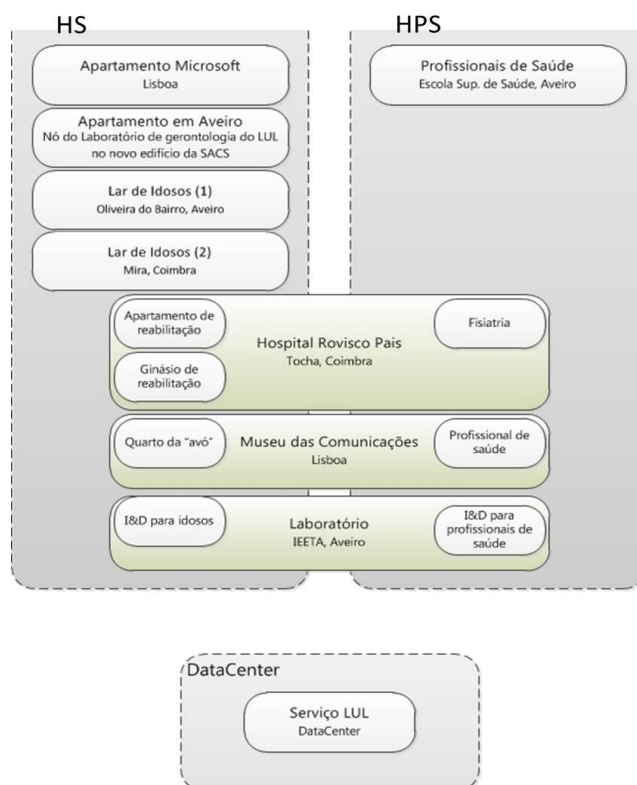 HS
HPS
Apartamento Microsoft
Lisboa
Profissionais de Saúde
Escola Sup. de Saúde, Aveiro
Apartamento em Aveiro
Nó do Laboratório de gerontologia do LUL
no novo edifício da SACS
Lar de Idosos (1)
Oliveira do Bairro, Aveiro
Lar de Idosos (2)
Mira, Coimbra
Apartamento de
reabilitação
Ginásio de
reabilitação
Hospital Rovisco Pais
Tocha, Coimbra
Fisiatria
Quarto da "avó"
Museu das Comunicações
Lisboa
Profissional de
saúde
I&D para idosos
Laboratório
IEETA, Aveiro
I&D para
profissionais de
saúde
DataCenter
Serviço LUL
DataCenter